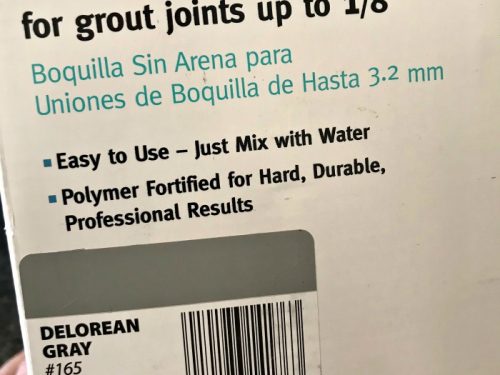 for grout joints up to 1/8
Boquilla Sin Arena para
Uniones de Boquilla de Hasta 3.2 mm
▪ Easy to Use – Just Mix with Water
▪ Polymer Fortified for Hard, Durable,
Professional Results
DELOREAN
GRAY
#165